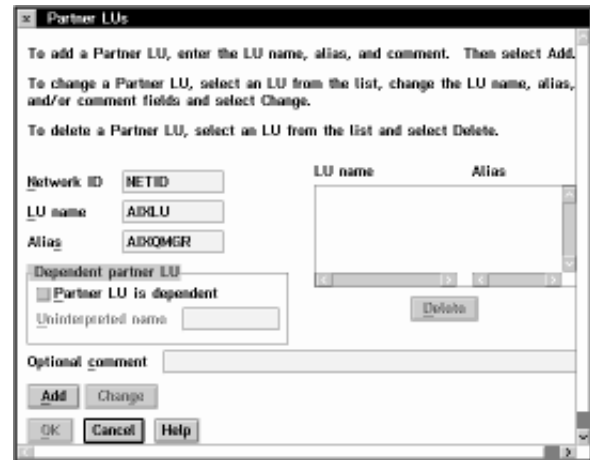 Partner LUs
To add a Partner LU, enter the LU name, alias, and comment. Then select Add.
To change a Partner LU, select an LU from the list, change the LU name, alias,
and/or comment fields and select Change.
To delete a Partner LU, select an LU from the list and select Delete.
LU name Alias
Network ID NETID
LU name AIXLU
Alias AIXQMGR
Dependent partner LU
Partner LU is dependent
Uninterpreted name
Delete
Optional comment
Add Change
OK Cancel Help